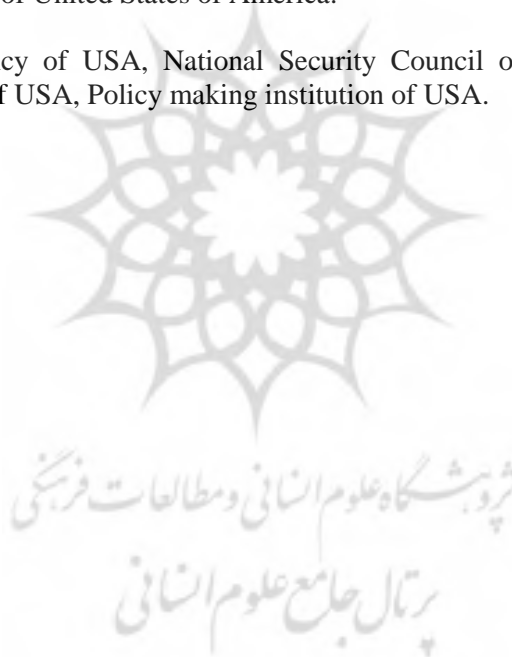 of United States of America.
cy of USA, National Security Council o
f USA, Policy making institution of USA.
پژوهشگاه علوم انسانی و مطالعات فرهنگی
پرتال جامع علوم انسانی